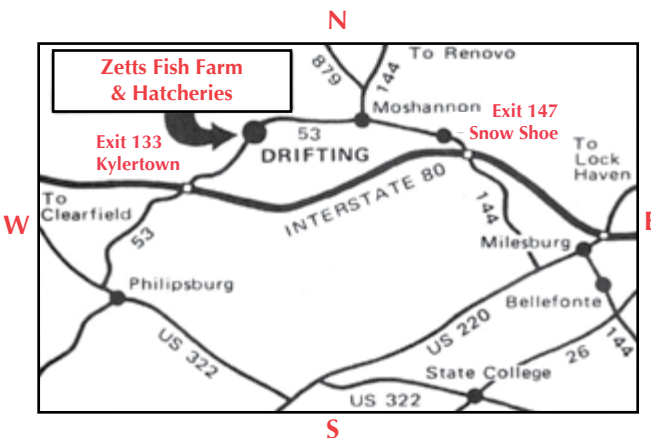 N
Zetts Fish Farm
& Hatcheries
879
144
To Renovo
Moshannon
Exit 147
Snow Shoe
Exit 133
Kylertown
53
DRIFTING
To
Lock
Haven
INTERSTATE 80
144
To
Clearfield
W
E
53
Milesburg
Philipsburg
Bellefonte
US 220
144
US 322
26
State College
US 322
S